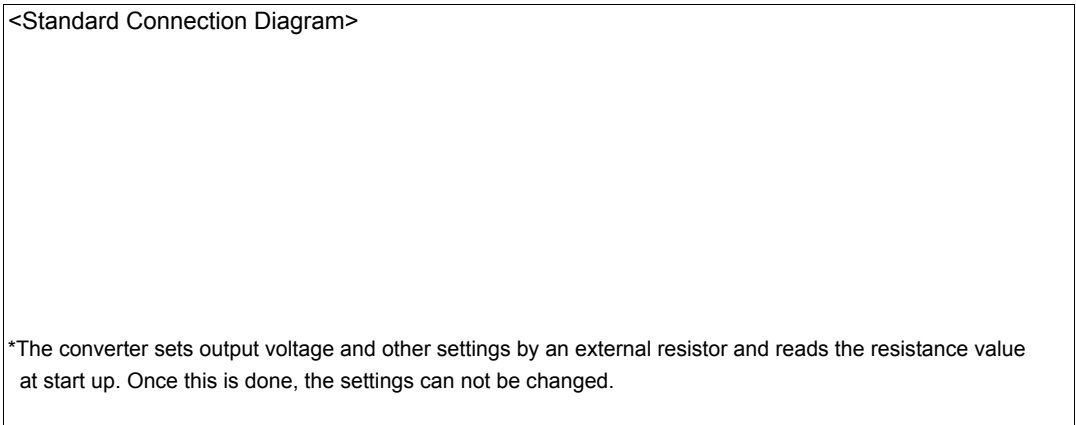 <Standard Connection Diagram>
*The converter sets output voltage and other settings by an external resistor and reads the resistance value
at start up. Once this is done, the settings can not be changed.